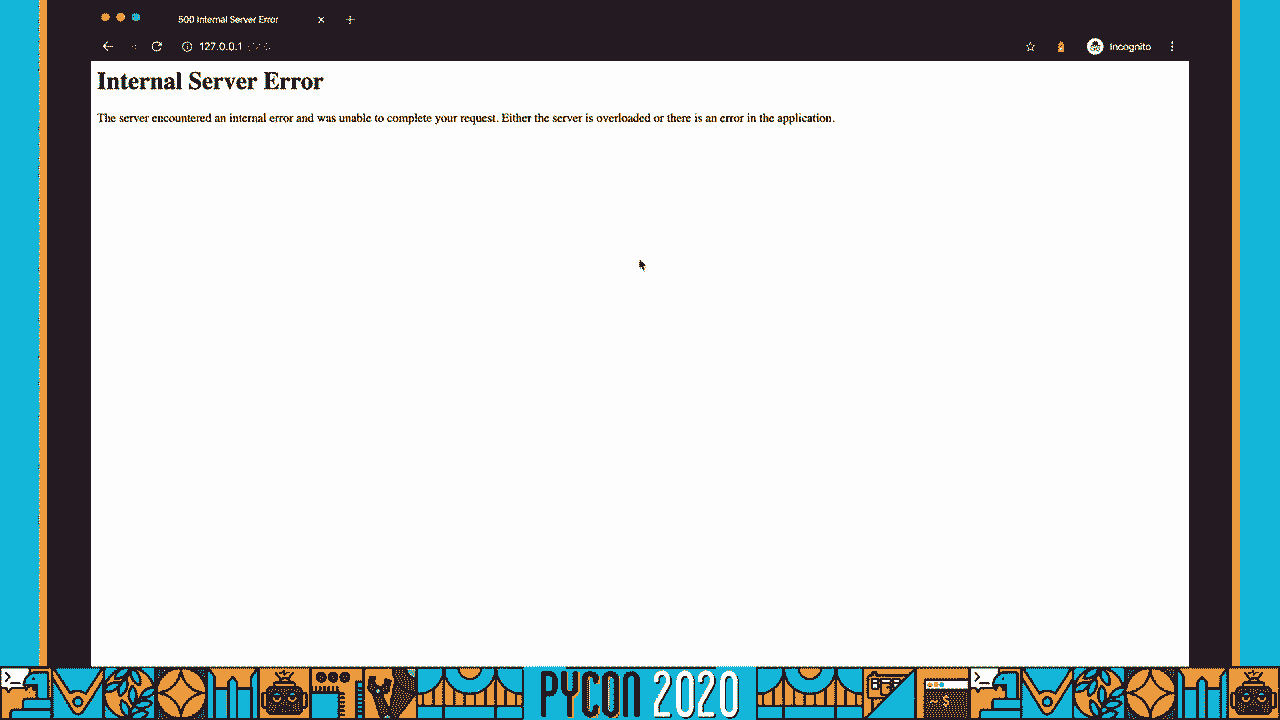 500 Internal Server Error
127.0.0.1
Incognito
Internal Server Error
The server encountered an internal error and was unable to complete your request. Either the server is overloaded or there is an error in the application.
PYCON 2020